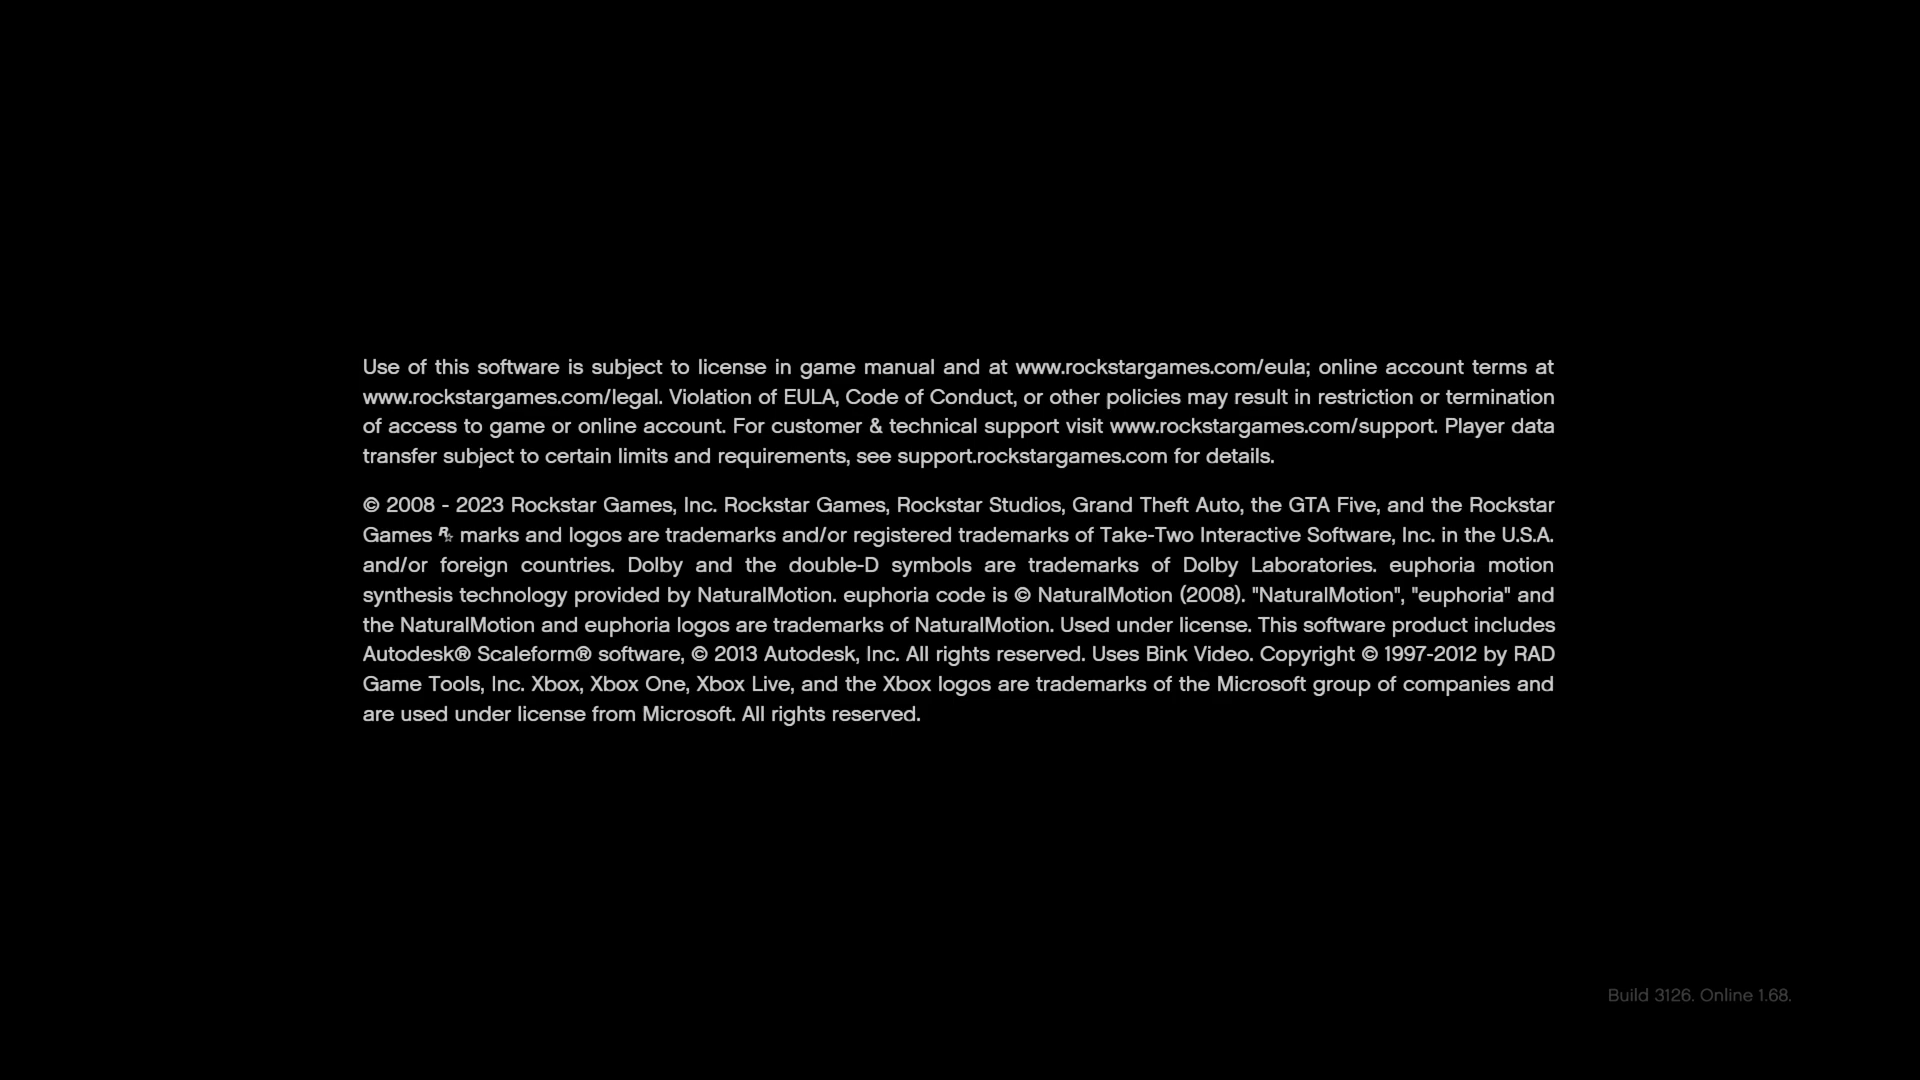 Use of this software is subject to license in game manual and at www.rockstargames.com/eula; online account terms at
www.rockstargames.com/legal. Violation of EULA, Code of Conduct, or other policies may result in restriction or termination
of access to game or online account. For customer & technical support visit www.rockstargames.com/support. Player data
transfer subject to certain limits and requirements, see support.rockstargames.com for details.
© 2008 - 2023 Rockstar Games, Inc. Rockstar Games, Rockstar Studios, Grand Theft Auto, the GTA Five, and the Rockstar
Games R* marks and logos are trademarks and/or registered trademarks of Take-Two Interactive Software, Inc. in the U.S.A.
and/or foreign countries. Dolby and the double-D symbols are trademarks of Dolby Laboratories. euphoria motion
synthesis technology provided by NaturalMotion. euphoria code is © NaturalMotion (2008). "NaturalMotion", "euphoria" and
the NaturalMotion and euphoria logos are trademarks of NaturalMotion. Used under license. This software product includes
Autodesk® Scaleform® software, © 2013 Autodesk, Inc. All rights reserved. Uses Bink Video. Copyright © 1997-2012 by RAD
Game Tools, Inc. Xbox, Xbox One, Xbox Live, and the Xbox logos are trademarks of the Microsoft group of companies and
are used under license from Microsoft. All rights reserved.
Build 3126. Online 1.68.